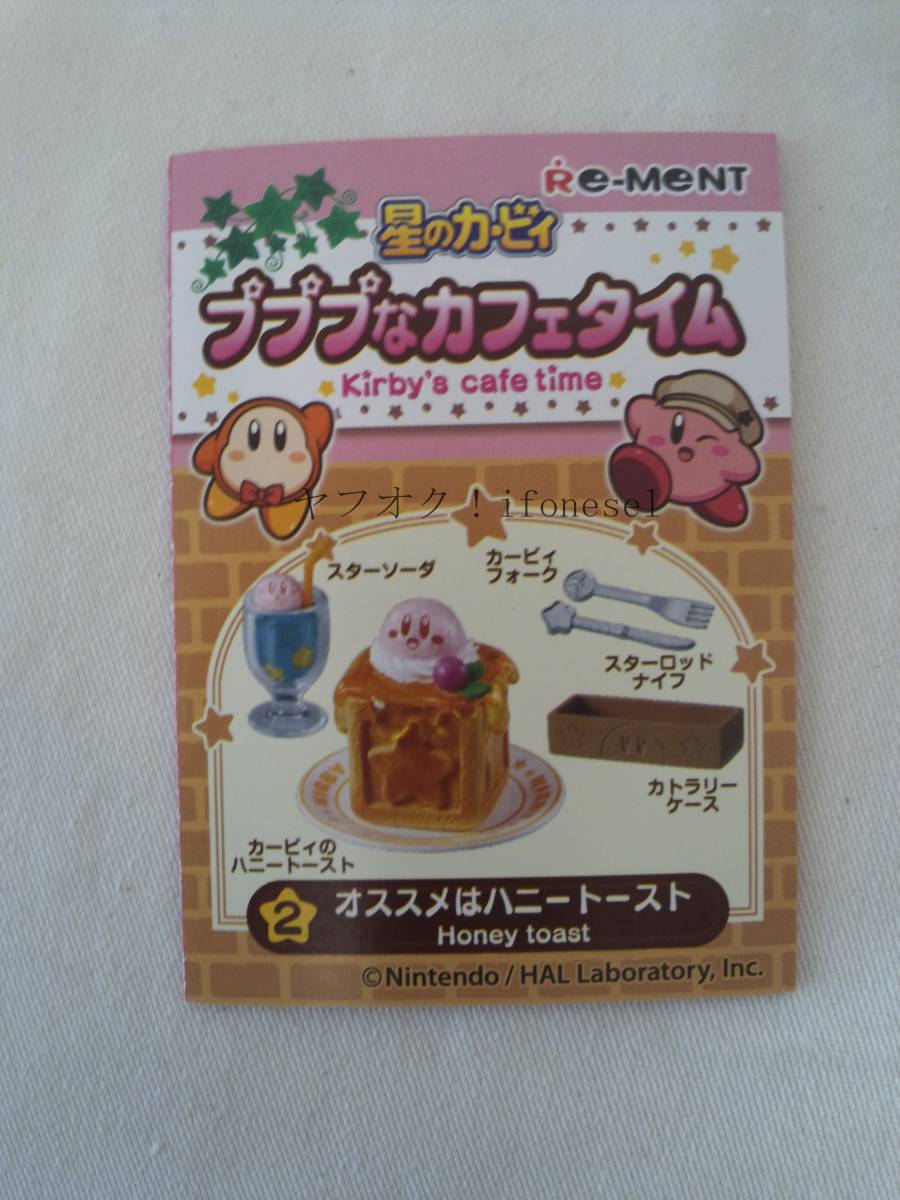 Re-MeNT
星のカービィ
プププなカフェタイム
Kirby's cafe time
ヤフオク！ifonesel
スターソーダ
カービィ
フォーク
スターロッド
ナイフ
カトラリー
ケース
カービィの
ハニートースト
2 オススメはハニートースト
Honey toast
©Nintendo / HAL Laboratory, Inc.